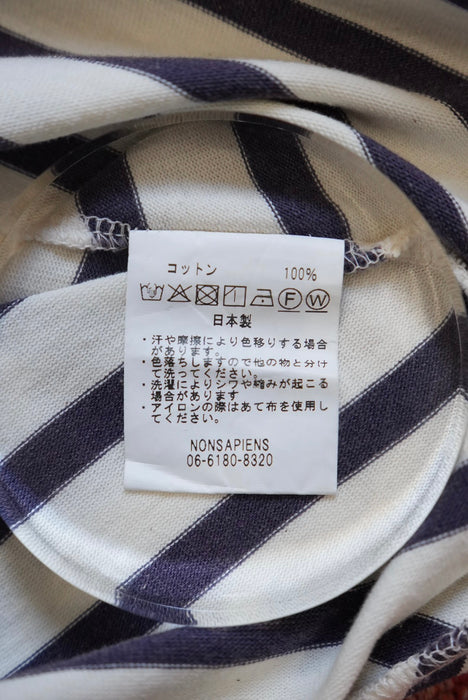 コットン 100%
日本製
・汗や摩擦により色移りする場合
があります。
・色落ちしますので他の物と分け
て洗ってください。
・洗濯によりシワや縮みが起こる
場合があります
・アイロンの際はあて布を使用し
てください。
NONSAPIENS
06-6180-8320